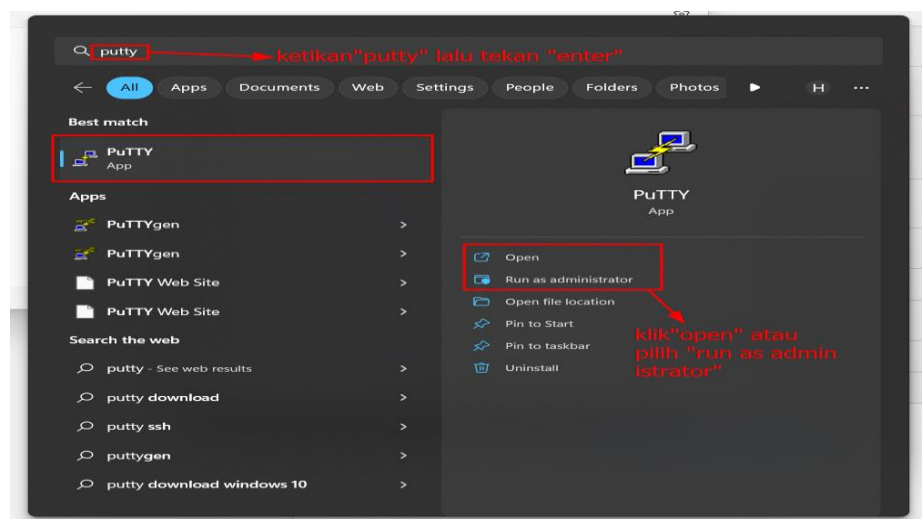 putty
ketikan"putty" lalu tekan "enter"
All Apps Documents Web Settings People Folders Photos H ...
Best match
PuTTY
App
Apps
PuTTYgen
PuTTYgen
PuTTY Web Site
PuTTY Web Site
Search the web
putty - See web results
putty download
putty ssh
puttygen
putty download windows 10
PuTTY
App
Open
Run as administrator
Open file location
Pin to Start
Pin to taskbar
Uninstall
klik"open" atau
pilih "run as admin
istrator"